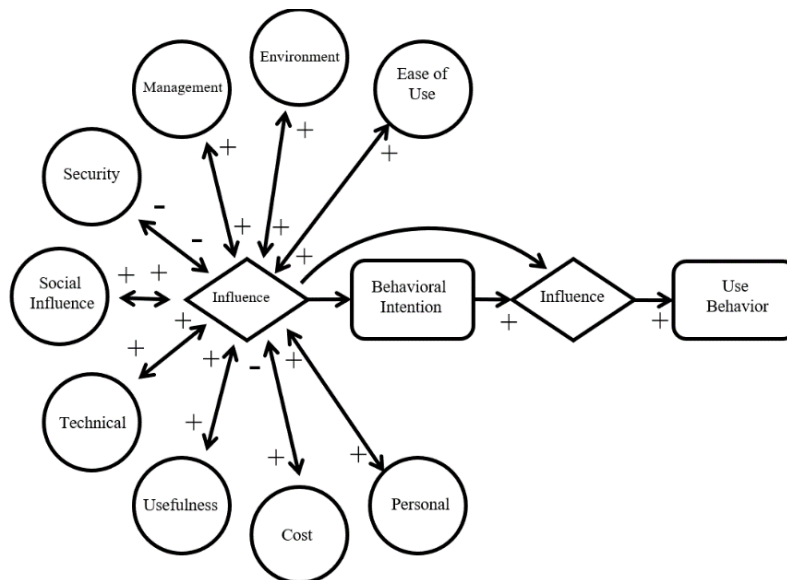 Environment
Management
Ease of
Use
+
+
+
Security
-
-
+
+
+
Social
Influence
+
+
Influence
Behavioral
Intention
Influence
Use
Behavior
+
+
+
+
+
-
+
Technical
+
+
+
Usefulness
Cost
Personal